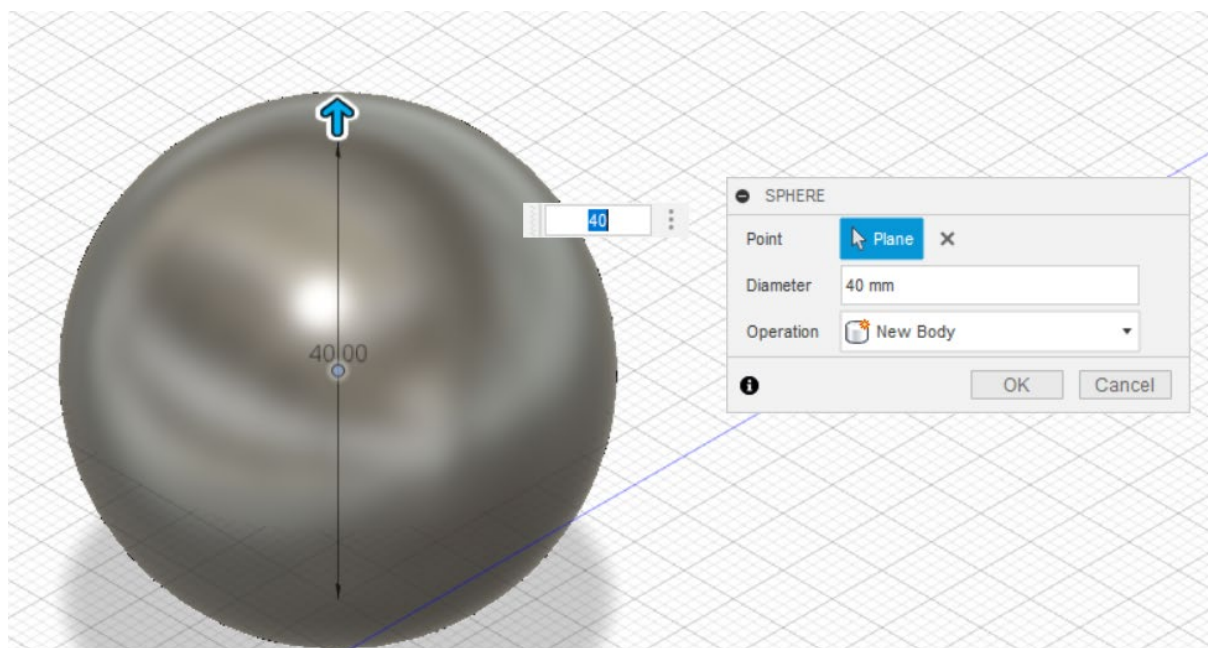 40.00
40
SPHERE
Point Plane
Diameter 40 mm
Operation New Body
OK Cancel